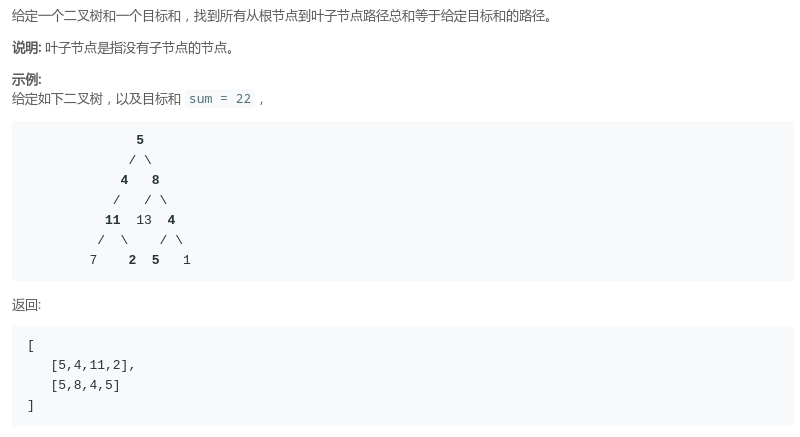 给定一个二叉树和一个目标和，找到所有从根节点到叶子节点路径总和等于给定目标和的路径。
说明: 叶子节点是指没有子节点的节点。
示例:
给定如下二叉树，以及目标和 sum = 22 ，
5
/ \
4   8
/   / \
11  13  4
/  \    / \
7    2  5   1
返回:
[
[5,4,11,2],
[5,8,4,5]
]